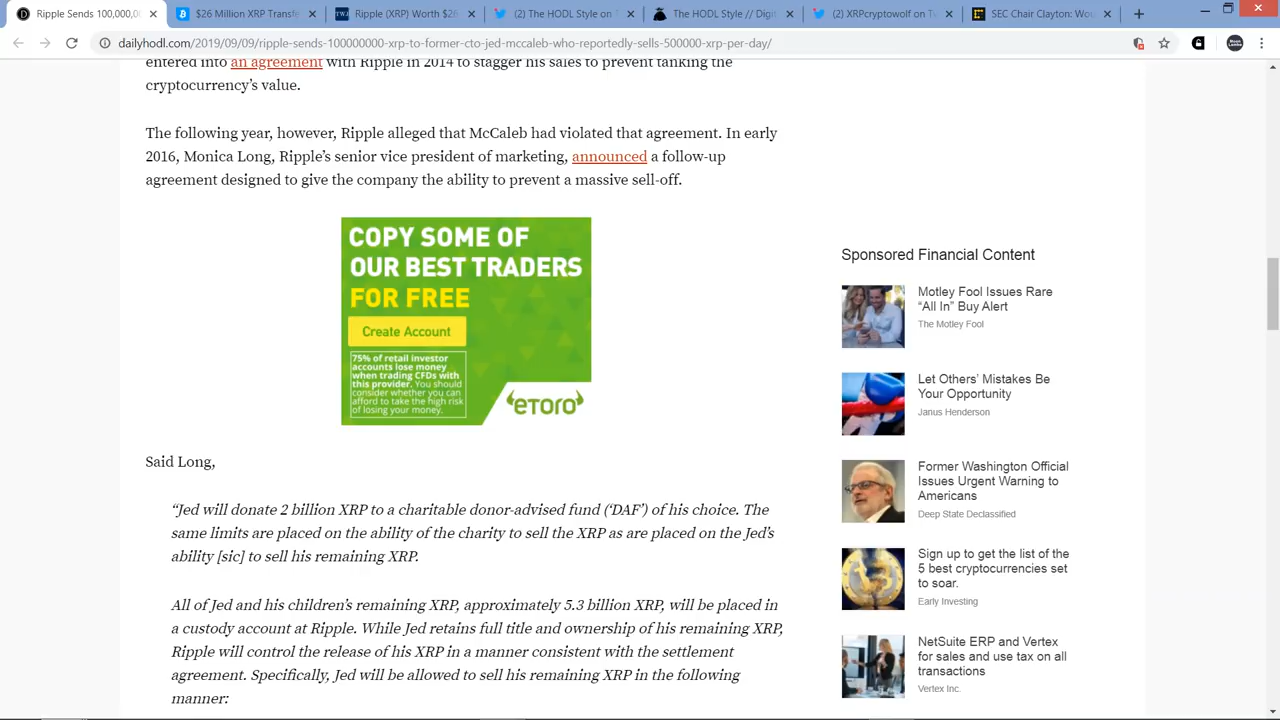 Ripple Sends 100,000,0
$26 Million XRP Transf
Ripple (XRP) Worth $26
(2) The HODL Style on
The HODL Style // Digit
(2) XRPcryptowolf on Tw
SEC Chair Clayton: Wou
dailyhodl.com/2019/09/09/ripple-sends-100000000-xrp-to-former-cto-jed-mccaleb-who-reportedly-sells-500000-xrp-per-day/
entered into an agreement with Ripple in 2014 to stagger his sales to prevent tanking the
cryptocurrency's value.
The following year, however, Ripple alleged that McCaleb had violated that agreement. In early
2016, Monica Long, Ripple's senior vice president of marketing, announced a follow-up
agreement designed to give the company the ability to prevent a massive sell-off.
COPY SOME OF
OUR BEST TRADERS
FOR FREE
Create Account
75% of retail investor
accounts lose money
when trading CFDs with
this provider. You should
consider whether you can
afford to take the high risk
of losing your money.
eToro
Said Long,
“Jed will donate 2 billion XRP to a charitable donor-advised fund (‘DAF’) of his choice. The
same limits are placed on the ability of the charity to sell the XRP as are placed on the Jed's
ability [sic] to sell his remaining XRP.
All of Jed and his children's remaining XRP, approximately 5.3 billion XRP, will be placed in
a custody account at Ripple. While Jed retains full title and ownership of his remaining XRP,
Ripple will control the release of his XRP in a manner consistent with the settlement
agreement. Specifically, Jed will be allowed to sell his remaining XRP in the following
manner:
Sponsored Financial Content
Motley Fool Issues Rare
“All In” Buy Alert
The Motley Fool
Let Others' Mistakes Be
Your Opportunity
Janus Henderson
Former Washington Official
Issues Urgent Warning to
Americans
Deep State Declassified
Sign up to get the list of the
5 best cryptocurrencies set
to soar.
Early Investing
NetSuite ERP and Vertex
for sales and use tax on all
transactions
Vertex Inc.